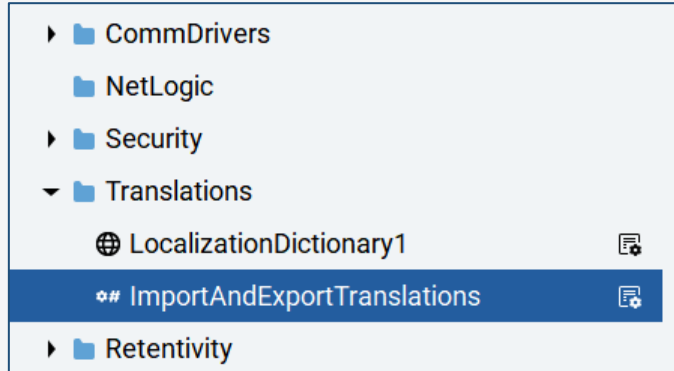 CommDrivers
NetLogic
Security
Translations
LocalizationDictionary1
ImportAndExportTranslations
Retentivity